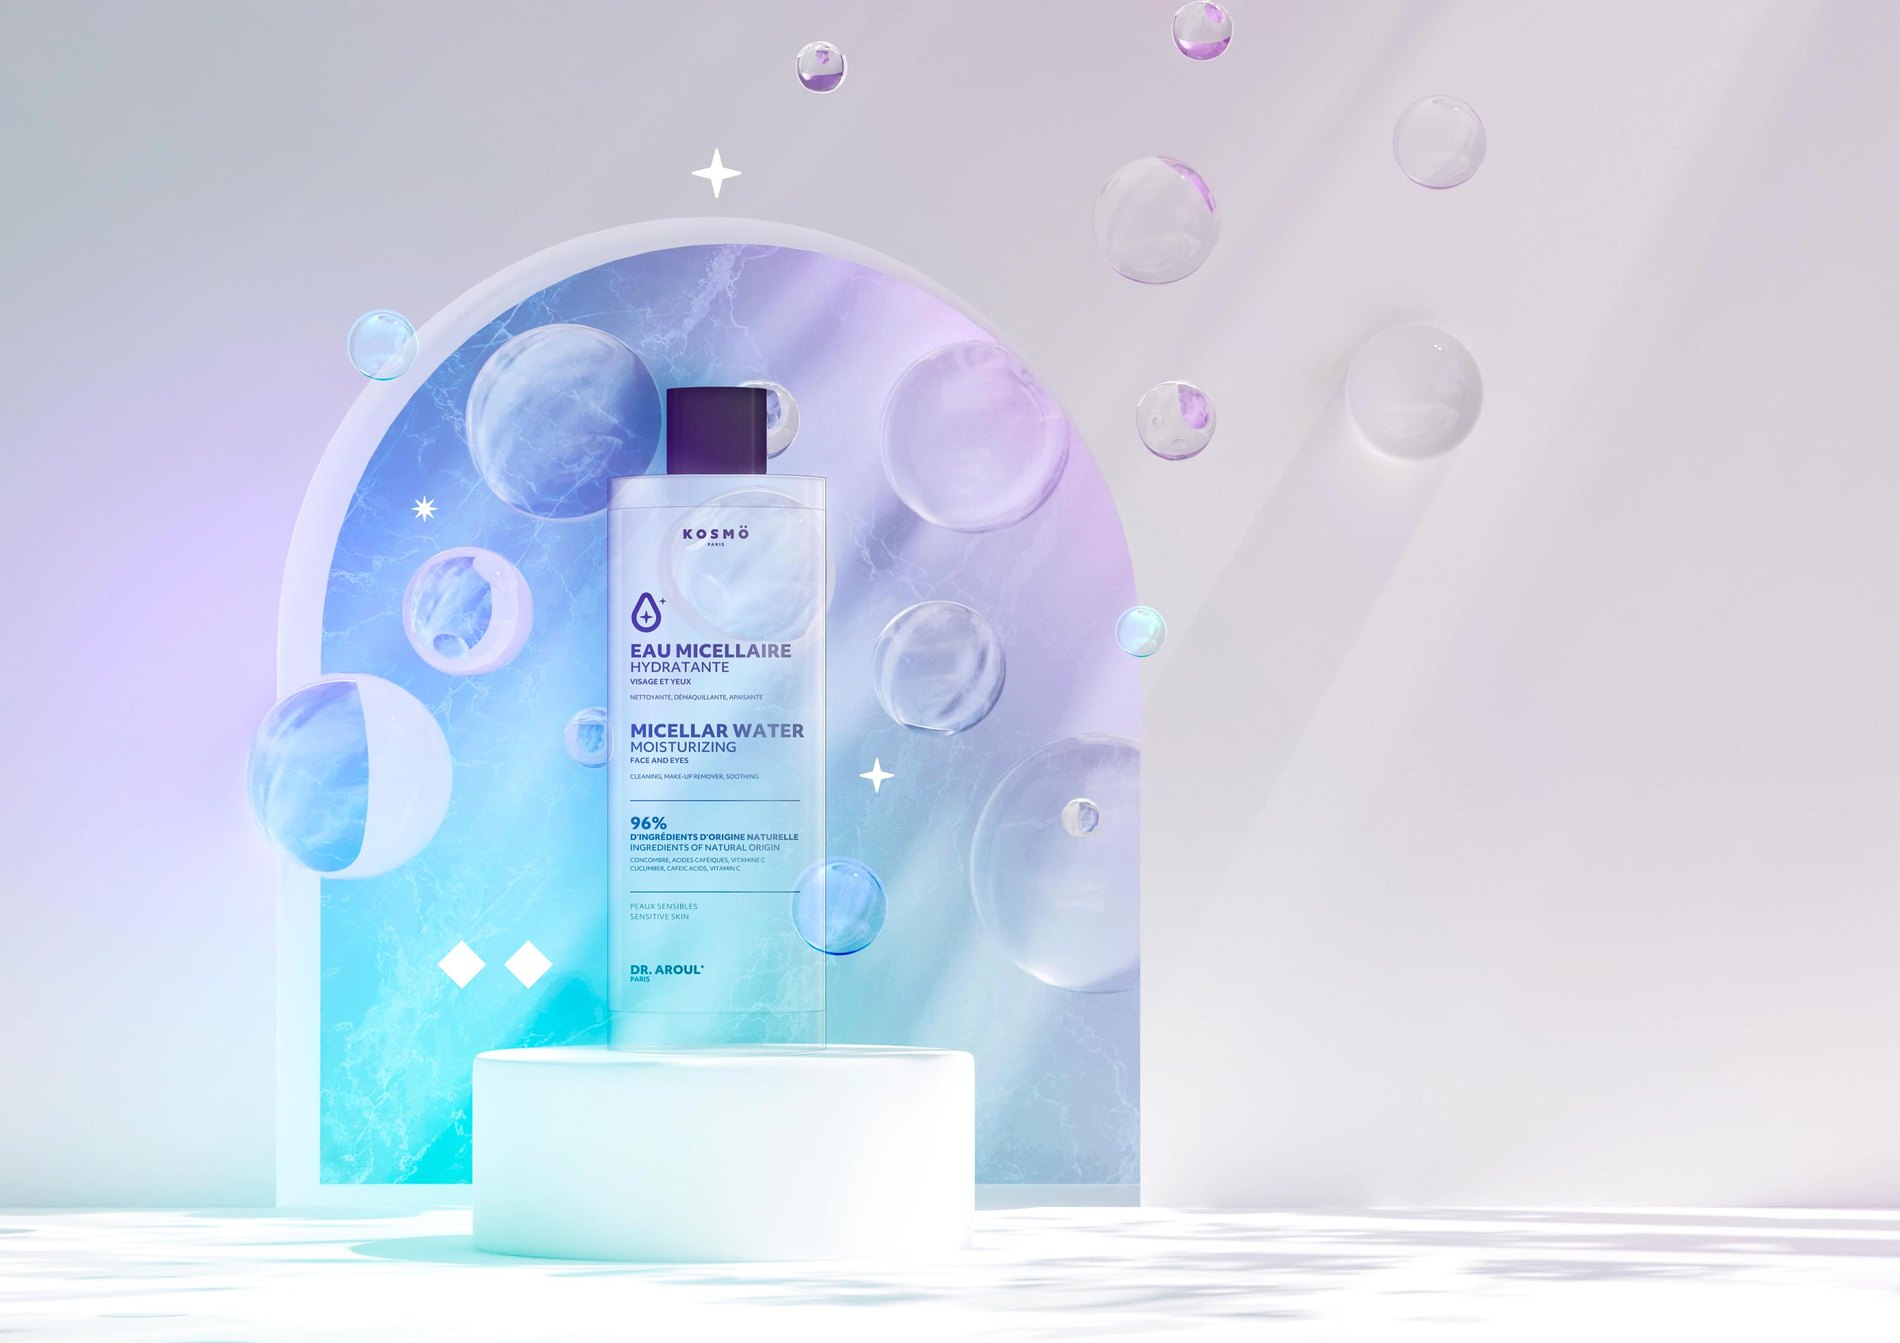 KOSMÖ
PARIS
EAU MICELLAIRE
HYDRATANTE
VISAGE ET YEUX
NETTOYANTE, DÉMAQUILLANTE, APAISANTE
MICELLAR WATER
MOISTURIZING
FACE AND EYES
CLEANING, MAKE-UP REMOVER, SOOTHING
96%
D'INGRÉDIENTS D'ORIGINE NATURELLE
INGREDIENTS OF NATURAL ORIGIN
CONCOMBRE, ACIDES CAFÉIQUES, VITAMINE C
CUCUMBER, CAFEIC ACIDS, VITAMIN C
PEAUX SENSIBLES
SENSITIVE SKIN
DR. AROUL*
PARIS